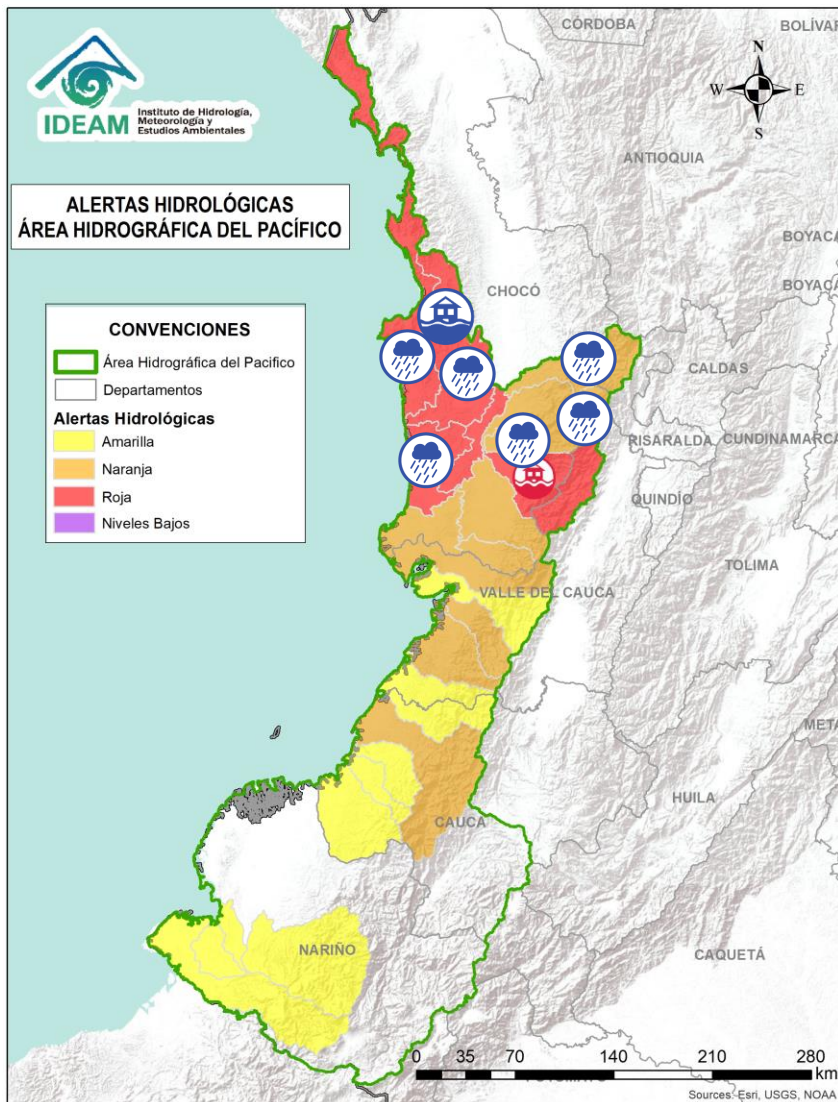 CÓRDOBA
BOLÍVAR
IDEAM
Instituto de Hidrología,
Meteorología y
Estudios Ambientales
N
W
E
S
ANTIOQUIA
ALERTAS HIDROLÓGICAS
ÁREA HIDROGRÁFICA DEL PACÍFICO
BOYACÁ
BOYACÁ
CHOCÓ
CONVENCIONES
Área Hidrográfica del Pacifico
Departamentos
Alertas Hidrológicas
Amarilla
Naranja
Roja
Niveles Bajos
CALDAS
RISARALDA
CUNDINAMARCA
QUINDÍO
TOLIMA
VALLE DEL CAUCA
META
HUILA
CAUCA
NARIÑO
CAQUETÁ
0 35 70 140 210 280
km
Sources: Esri, USGS, NOAA